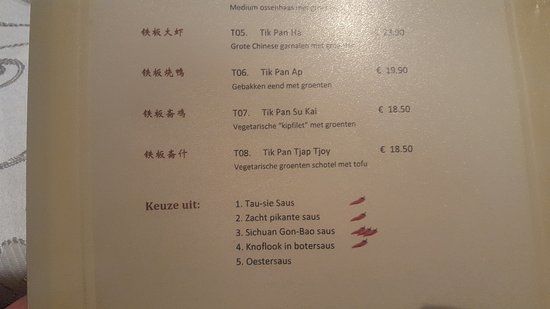 Medium ossenhaas met groenten
铁板大虾 T05. Tik Pan Ha € 23.90
Grote Chinese garnalen met groenten
铁板烧鸭 T06. Tik Pan Ap € 19.90
Gebakken eend met groenten
铁板斋鸡 T07. Tik Pan Su Kai € 18.50
Vegetarische "kipfilet" met groenten
铁板斋什 T08. Tik Pan Tjap Tjoy € 18.50
Vegetarische groenten schotel met tofu
Keuze uit: 1. Tau-sie Saus
2. Zacht pikante saus
3. Sichuan Gon-Bao saus
4. Knoflook in botersaus
5. Oestersaus